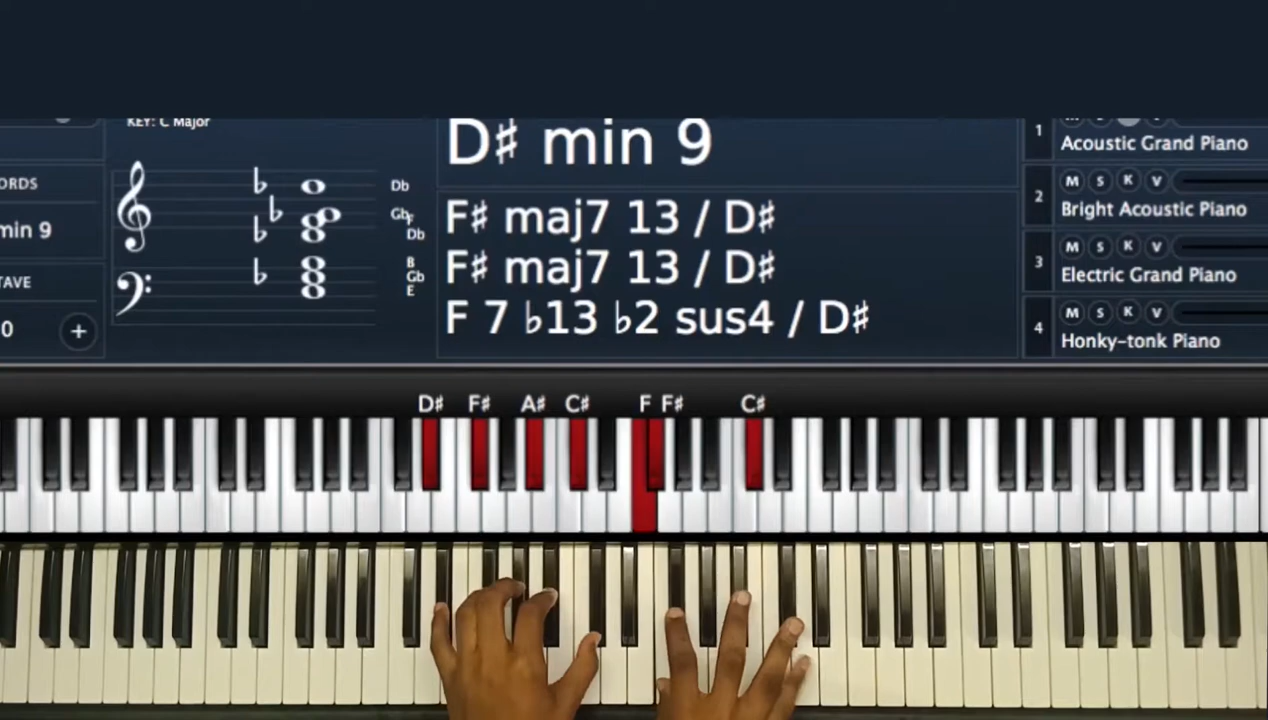 KEY: C Major
D♯ min 9
1
Acoustic Grand Piano
ORDS
min 9
TAVE
0 +
Db
Gb
F
Db
B
Gb
E
F♯ maj7 13 / D♯
F♯ maj7 13 / D♯
F 7 ♭13 ♭2 sus4 / D♯
M S K V
2
Bright Acoustic Piano
M S K V
3
Electric Grand Piano
M S K V
4
Honky-tonk Piano
D♯ F♯ A♯ C♯ F F♯ C♯